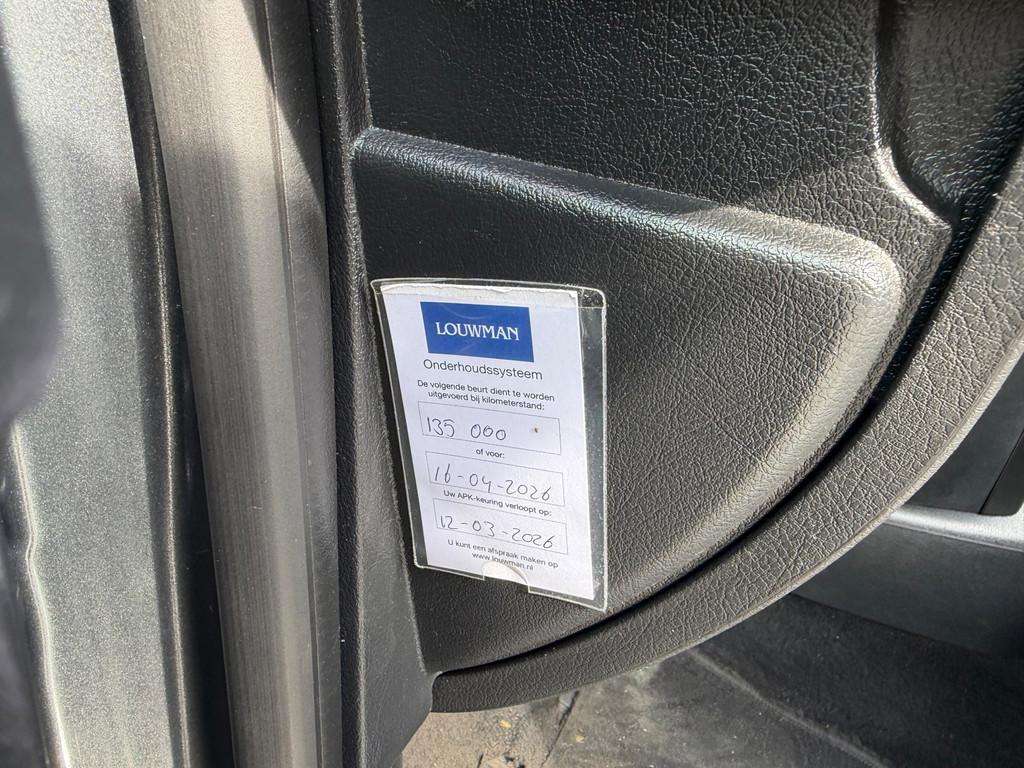 LOUWMAN
Onderhoudssysteem
De volgende beurt dient te worden
uitgevoerd bij kilometerstand:
135 000
of voor:
16-04-2026
Uw APK-keuring verloopt op:
12-03-2026
U kunt een afspraak maken op
www.louwman.nl